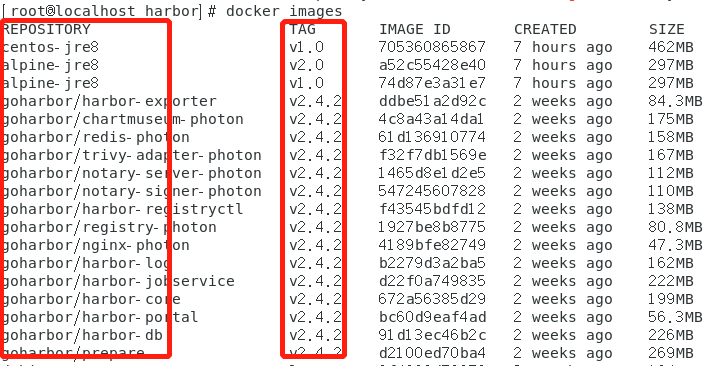 [root@localhost harbor]# docker images
REPOSITORY TAG IMAGE ID CREATED SIZE
centos-jre8 v1.0 705360865867 7 hours ago 462MB
alpine-jre8 v2.0 a52c55428e40 7 hours ago 297MB
alpine-jre8 v1.0 74d87e3a31e7 7 hours ago 297MB
goharbor/harbor-exporter v2.4.2 ddbe51a2d92c 2 weeks ago 84.3MB
goharbor/chartmuseum-photon v2.4.2 4c8a43a14da1 2 weeks ago 175MB
goharbor/redis-photon v2.4.2 61d136910774 2 weeks ago 158MB
goharbor/trivy-adapter-photon v2.4.2 f32f7db1569e 2 weeks ago 167MB
goharbor/notary-server-photon v2.4.2 1465d8e1d2e5 2 weeks ago 112MB
goharbor/notary-signer-photon v2.4.2 547245607828 2 weeks ago 110MB
goharbor/harbor-registryctl v2.4.2 f43545bdfd12 2 weeks ago 138MB
goharbor/registry-photon v2.4.2 1927be8b8775 2 weeks ago 80.8MB
goharbor/nginx-photon v2.4.2 4189bfe82749 2 weeks ago 47.3MB
goharbor/harbor-log v2.4.2 b2279d3a2ba5 2 weeks ago 162MB
goharbor/harbor-jobservice v2.4.2 d22f0a749835 2 weeks ago 222MB
goharbor/harbor-core v2.4.2 672a56385d29 2 weeks ago 199MB
goharbor/harbor-portal v2.4.2 bc60d9eaf4ad 2 weeks ago 56.3MB
goharbor/harbor-db v2.4.2 91d13ec46b2c 2 weeks ago 226MB
goharbor/prepare v2.4.2 d2100ed70ba4 2 weeks ago 269MB